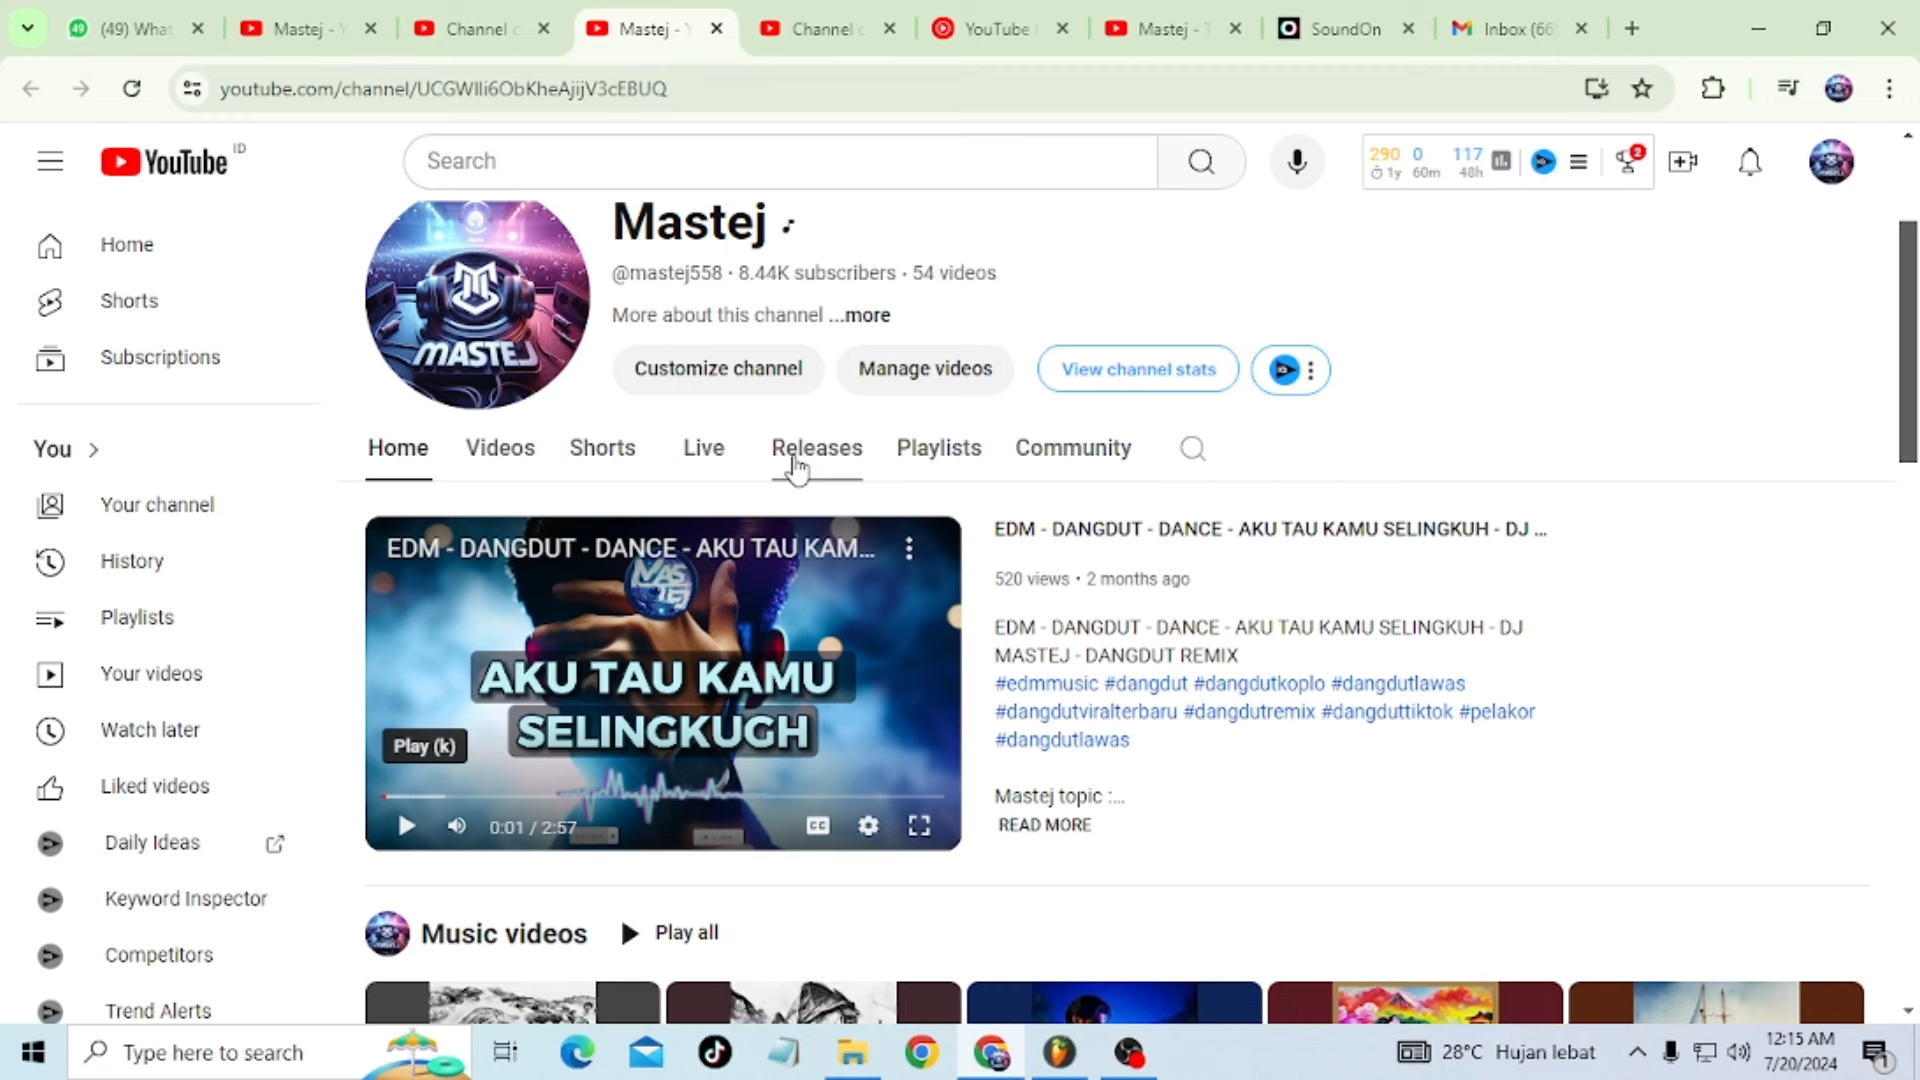 49 (49) What
Mastej - Y
Channel c
Mastej - Y
Channel c
YouTube
Mastej - T
SoundOn
Inbox (66
youtube.com/channel/UCGWIli6ObKheAjijV3cEBUQ
YouTube ID
Search
290 0 117
1y 60m 48h
2
Home
Shorts
Subscriptions
You
Your channel
History
Playlists
Your videos
Watch later
Liked videos
Daily Ideas
Keyword Inspector
Competitors
Trend Alerts
MASTEJ
Mastej
@mastej558 · 8.44K subscribers · 54 videos
More about this channel ...more
Customize channel
Manage videos
View channel stats
Home Videos Shorts Live Releases Playlists Community
EDM - DANGDUT - DANCE - AKU TAU KAM...
MAS
TEJ
AKU TAU KAMU
SELINGKUGH
Play (k)
0:01 / 2:57
CC
EDM - DANGDUT - DANCE - AKU TAU KAMU SELINGKUH - DJ ...
520 views · 2 months ago
EDM - DANGDUT - DANCE - AKU TAU KAMU SELINGKUH - DJ
MASTEJ - DANGDUT REMIX
#edmmusic #dangdut #dangdutkoplo #dangdutlawas
#dangdutviralterbaru #dangdutremix #dangduttiktok #pelakor
#dangdutlawas
Mastej topic :...
READ MORE
Music videos
Play all
Type here to search
28°C Hujan lebat
12:15 AM
7/20/2024
1